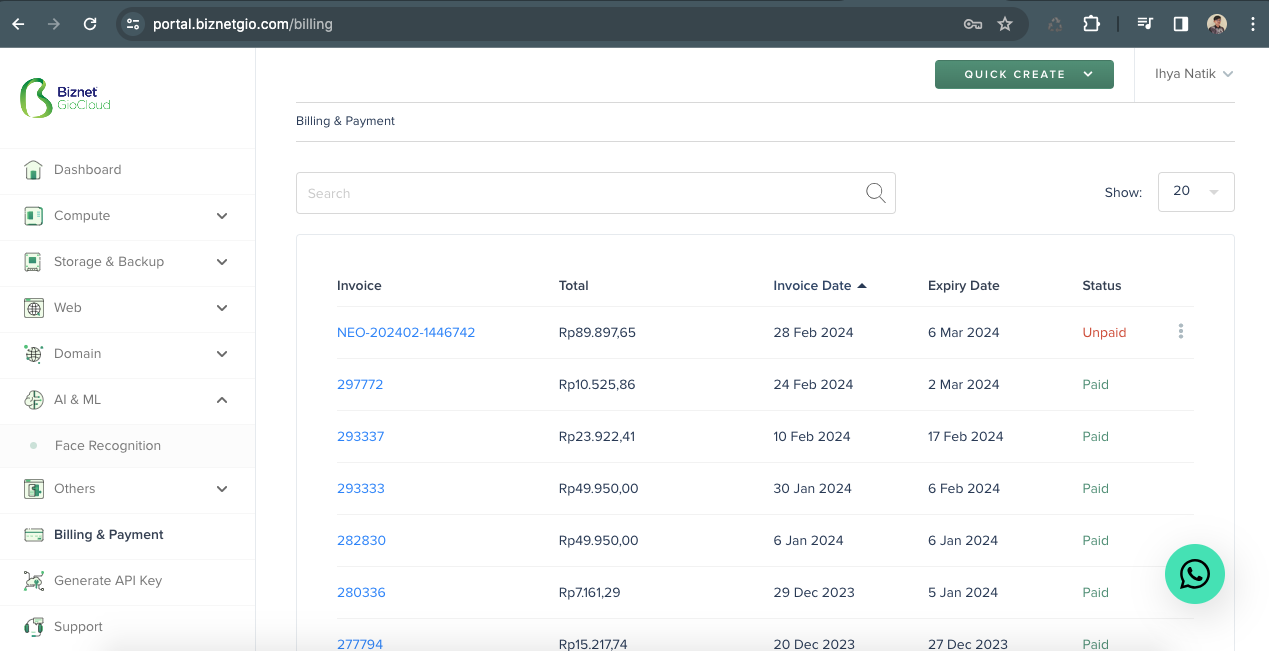 portal.biznetgio.com/billing
Biznet
GioCloud
QUICK CREATE
Ihya Natik
Dashboard
Compute
Storage & Backup
Web
Domain
AI & ML
Face Recognition
Others
Billing & Payment
Generate API Key
Support
Billing & Payment
Search
Show: 20
Invoice Total Invoice Date Expiry Date Status
NEO-202402-1446742 Rp89.897,65 28 Feb 2024 6 Mar 2024 Unpaid
297772 Rp10.525,86 24 Feb 2024 2 Mar 2024 Paid
293337 Rp23.922,41 10 Feb 2024 17 Feb 2024 Paid
293333 Rp49.950,00 30 Jan 2024 6 Feb 2024 Paid
282830 Rp49.950,00 6 Jan 2024 6 Jan 2024 Paid
280336 Rp7.161,29 29 Dec 2023 5 Jan 2024 Paid
277794 Rp15.217,74 20 Dec 2023 27 Dec 2023 Paid